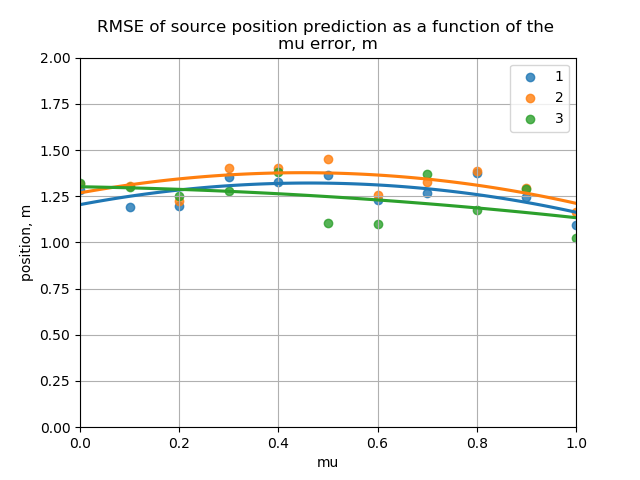 RMSE of source position prediction as a function of the
mu error, m
1
2
3
position, m
2.00
1.75
1.50
1.25
1.00
0.75
0.50
0.25
0.00
0.0 0.2 0.4 0.6 0.8 1.0
mu